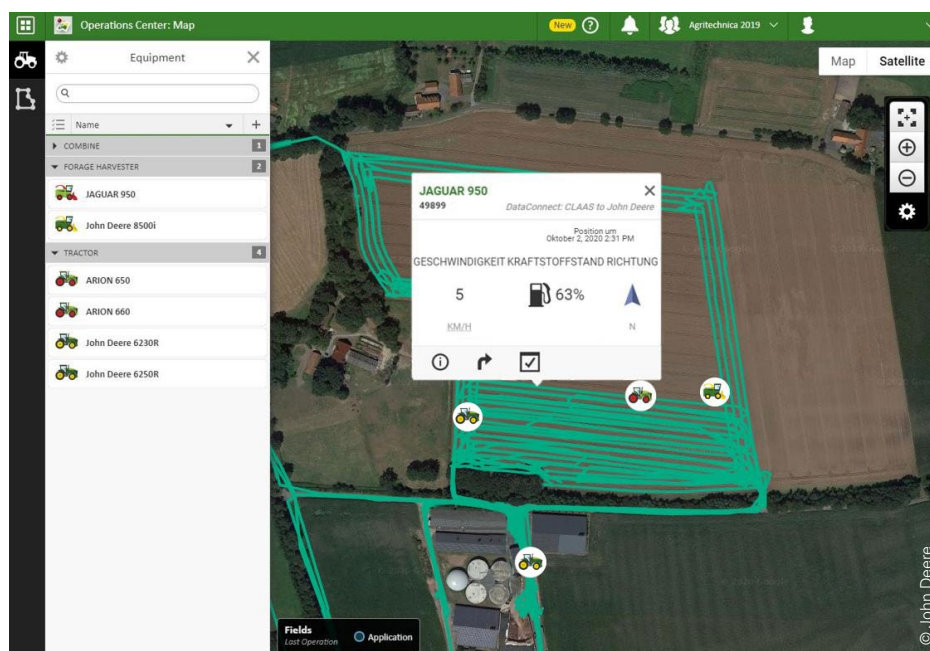 Operations Center: Map
New
Agritechnica 2019
Equipment
Name
COMBINE
1
FORAGE HARVESTER
2
JAGUAR 950
John Deere 8500i
TRACTOR
4
ARION 650
ARION 660
John Deere 6230R
John Deere 6250R
Map Satellite
JAGUAR 950
49899
DataConnect: CLAAS to John Deere
Position um
Oktober 2, 2020 2:31 PM
GESCHWINDIGKEIT KRAFTSTOFFSTAND RICHTUNG
5 63%
KM/H N
Fields
Last Operation
Application
© John Deere